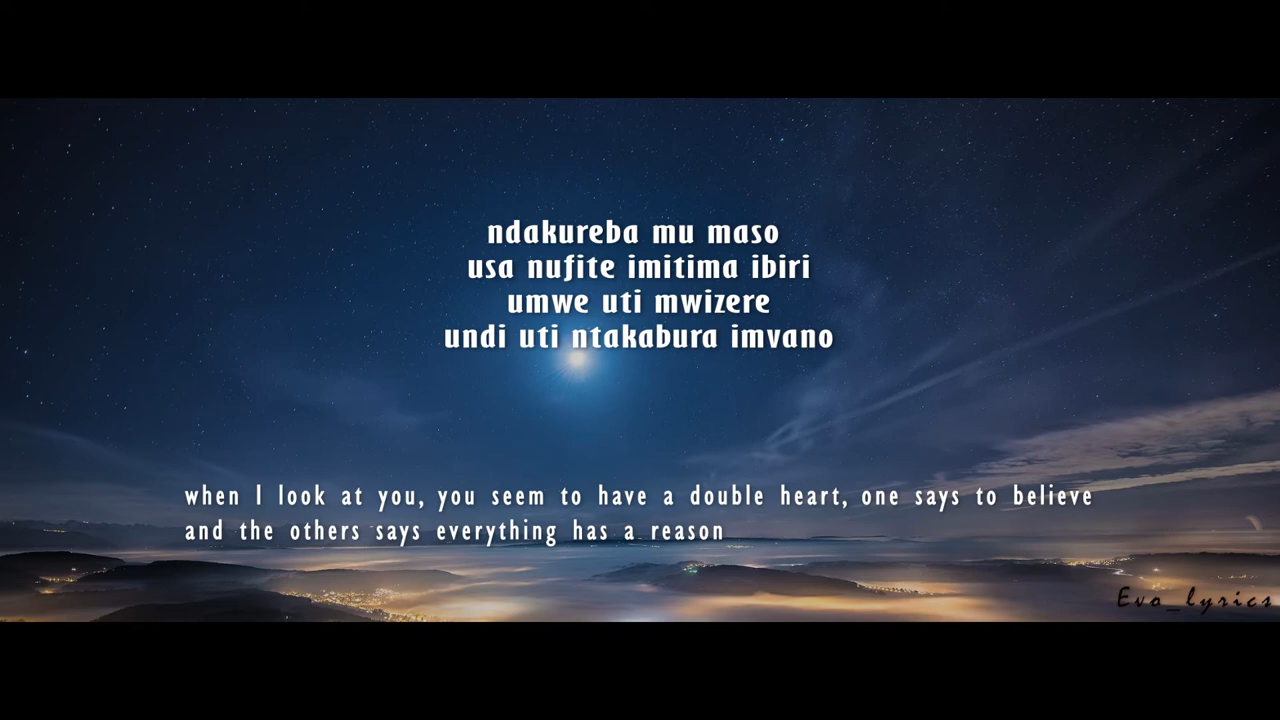 ndakureba mu maso
usa nufite imitima ibiri
umwe uti mwizere
undi uti ntakabura imvano
when I look at you, you seem to have a double heart, one says to believe
and the others says everything has a reason
Evo_lyrics